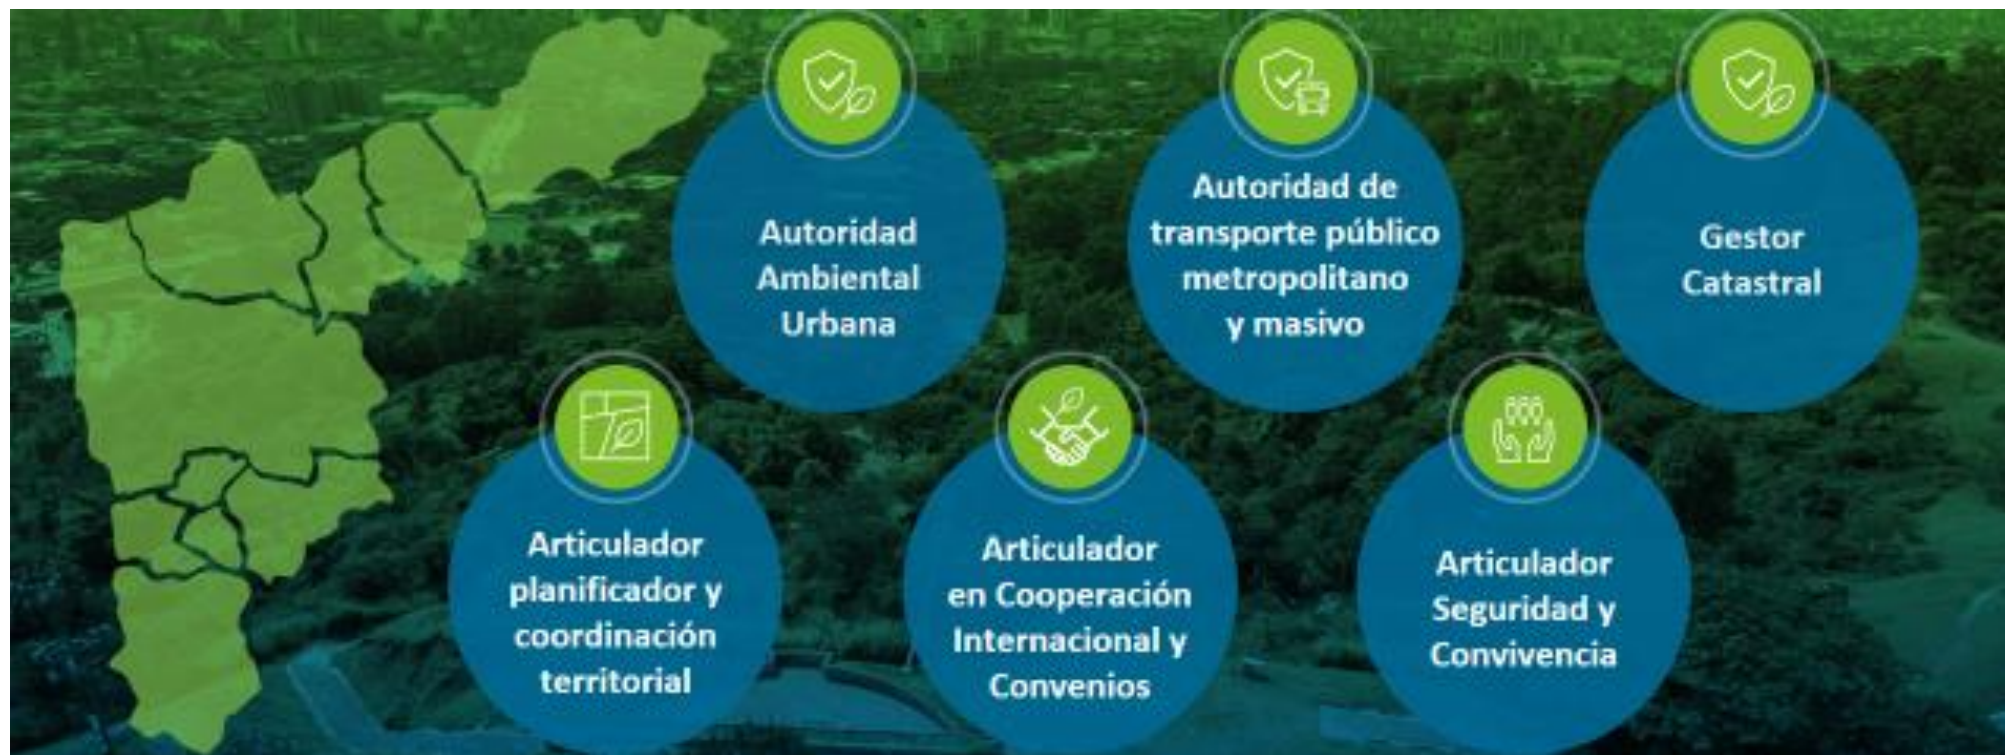 Autoridad
Ambiental
Urbana
Autoridad de
transporte público
metropolitano
y masivo
Gestor
Catastral
Articulador
planificador y
coordinación
territorial
Articulador
en Cooperación
Internacional y
Convenios
Articulador
Seguridad y
Convivencia